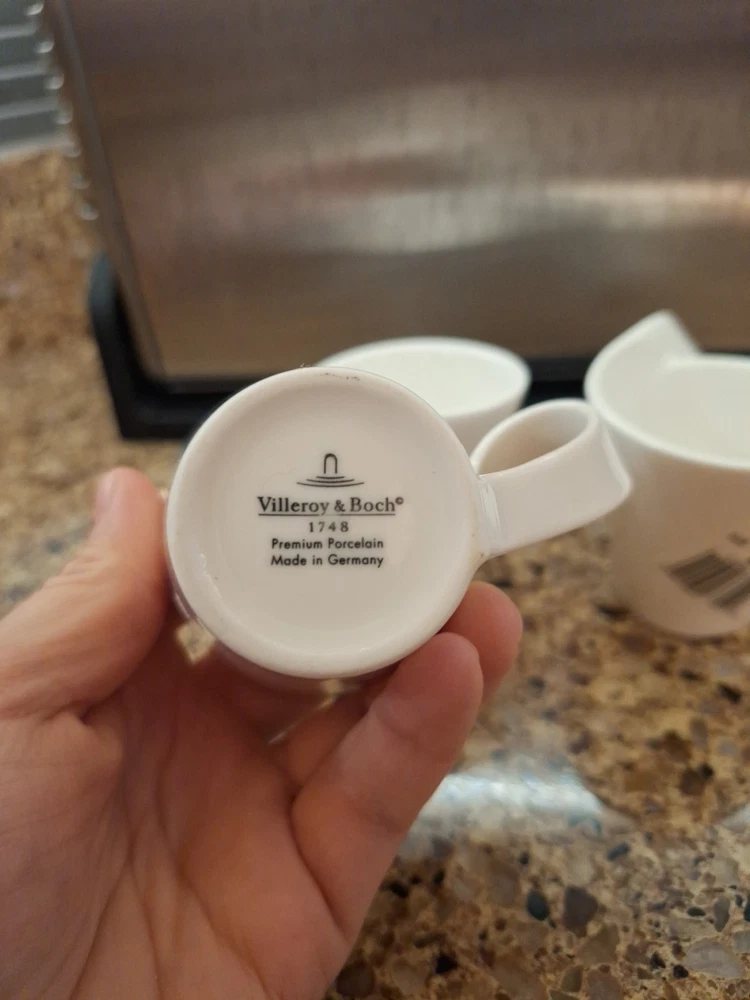 Villeroy & Boch©
1748
Premium Porcelain
Made in Germany